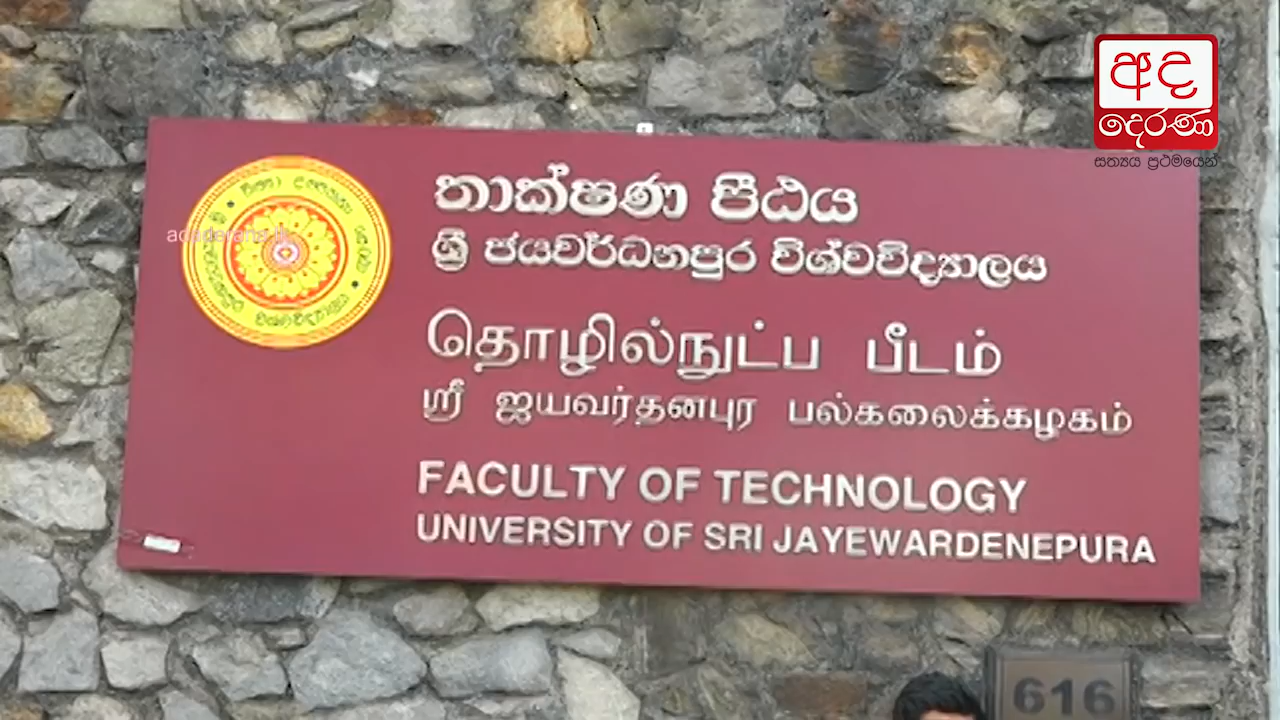 අද
දෙරණ
සත්‍යය ප්‍රථමයෙන්
තාක්ෂණ පීඨය
ශ්‍රී ජයවර්ධනපුර විශ්වවිද්‍යාලය
தொழில்நுட்ப பீடம்
ஸ்ரீ ஜயவர்தனபுர பல்கலைக்கழகம்
FACULTY OF TECHNOLOGY
UNIVERSITY OF SRI JAYEWARDENEPURA
616